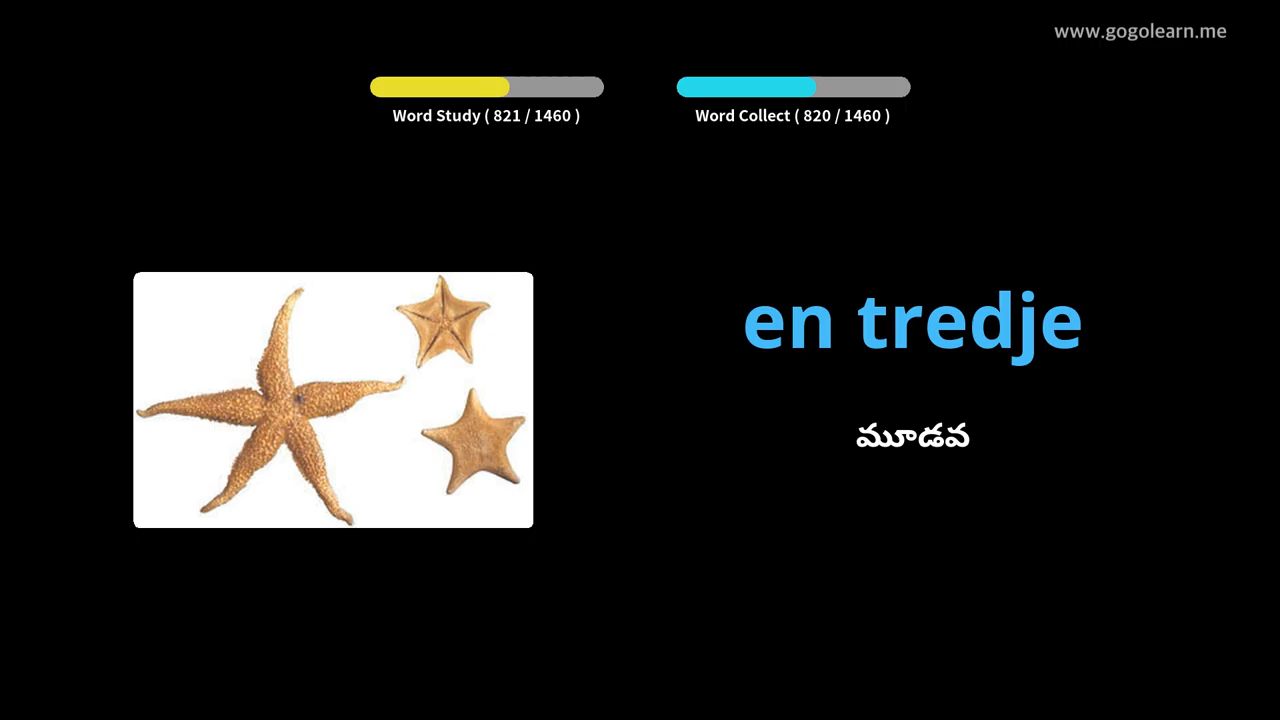 www.gogolearn.me
Word Study ( 821 / 1460 )
Word Collect ( 820 / 1460 )
en tredje
మూడవ